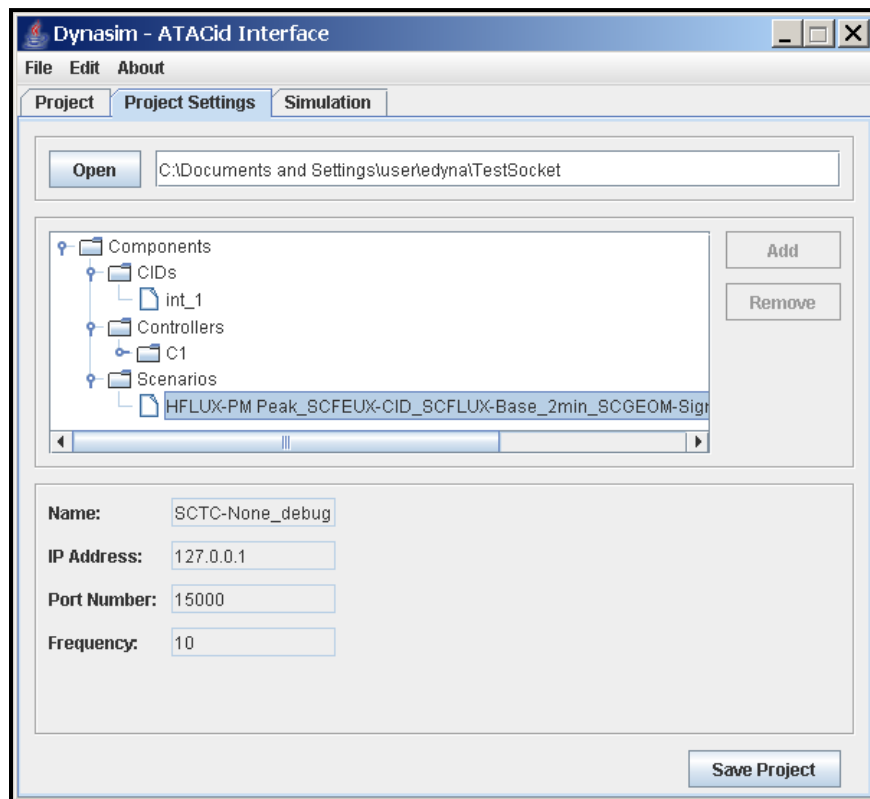 Dynasim - ATACid Interface
File Edit About
Project Project Settings Simulation
Open C:\Documents and Settings\user\edyna\TestSocket
Components
CIDs
int_1
Controllers
C1
Scenarios
HFLUX-PM Peak_SCFEUX-CID_SCFLUX-Base_2min_SCGEOM-Sigr
Add
Remove
Name: SCTC-None_debug
IP Address: 127.0.0.1
Port Number: 15000
Frequency: 10
Save Project